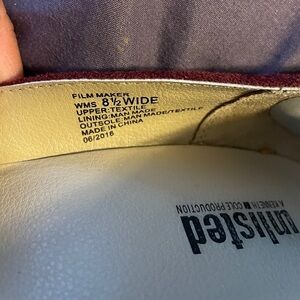 FILM MAKER
WMS 8½ WIDE
UPPER:TEXTILE
LINING:MAN MADE
OUTSOLE:MAN MADE/TEXTILE
MADE IN CHINA
06/2016
unlisted
A KENNETH COLE PRODUCTION